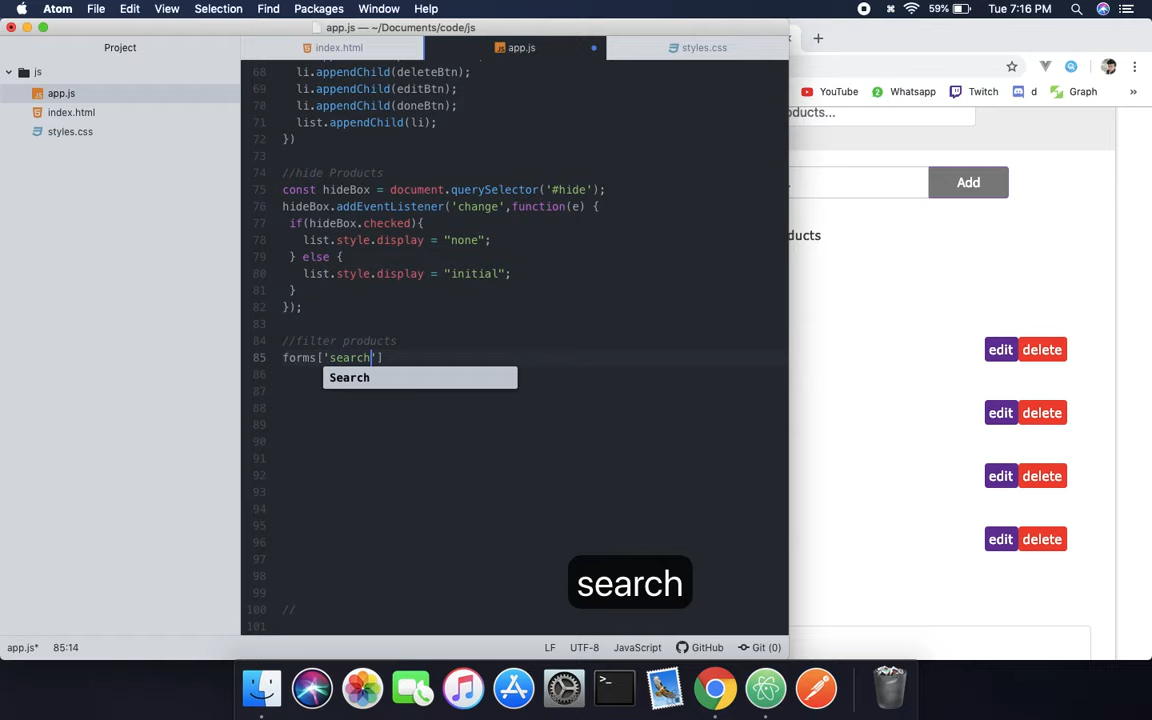 Atom File Edit View Selection Find Packages Window Help 59% Tue 7:16 PM
app.js — ~/Documents/code/js
Project
index.html
app.js
styles.css
js
app.js
index.html
styles.css
68 li.appendChild(deleteBtn);
69 li.appendChild(editBtn);
70 li.appendChild(doneBtn);
71 list.appendChild(li);
72 })
73
74 //hide Products
75 const hideBox = document.querySelector('#hide');
76 hideBox.addEventListener('change',function(e) {
77 if(hideBox.checked){
78 list.style.display = "none";
79 } else {
80 list.style.display = "initial";
81 }
82 });
83
84 //filter products
85 forms['search']
Search
86
87
88
89
90
91
92
93
94
95
96
97
98
99
100 //
101
search
app.js* 85:14 LF UTF-8 JavaScript GitHub Git (0)
YouTube Whatsapp Twitch d Graph »
oducts...
Add
ducts
edit delete
edit delete
edit delete
edit delete